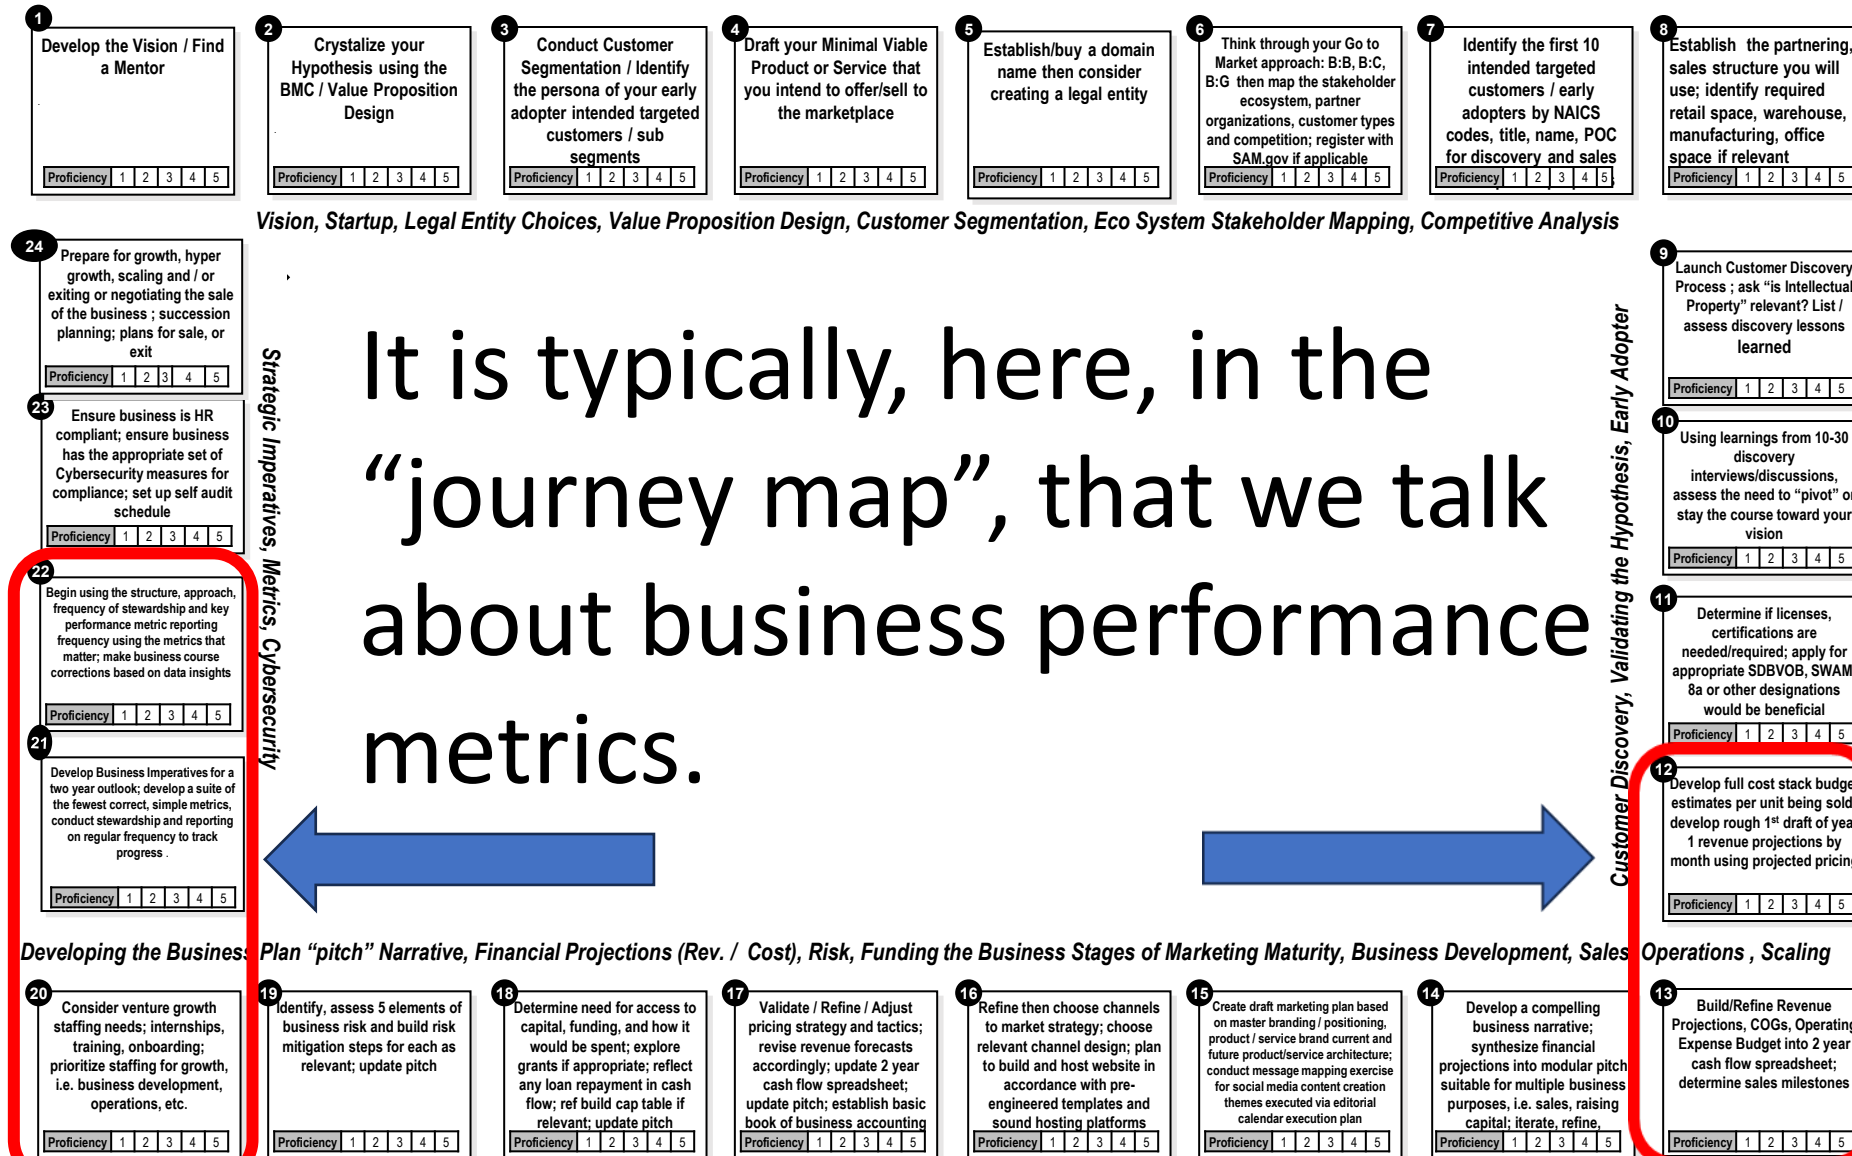 1
Develop the Vision / Find
a Mentor
Proficiency 1 2 3 4 5
2
Crystalize your
Hypothesis using the
BMC / Value Proposition
Design
Proficiency 1 2 3 4 5
3
Conduct Customer
Segmentation / Identify
the persona of your early
adopter intended targeted
customers / sub
segments
Proficiency 1 2 3 4 5
4
Draft your Minimal Viable
Product or Service that
you intend to offer/sell to
the marketplace
Proficiency 1 2 3 4 5
5
Establish/buy a domain
name then consider
creating a legal entity
Proficiency 1 2 3 4 5
6
Think through your Go to
Market approach: B:B, B:C,
B:G then map the stakeholder
ecosystem, partner
organizations, customer types
and competition; register with
SAM.gov if applicable
Proficiency 1 2 3 4 5
7
Identify the first 10
intended targeted
customers / early
adopters by NAICS
codes, title, name, POC
for discovery and sales
Proficiency 1 2 3 4 5
8
Establish the partnering,
sales structure you will
use; identify required
retail space, warehouse,
manufacturing, office
space if relevant
Proficiency 1 2 3 4 5
Vision, Startup, Legal Entity Choices, Value Proposition Design, Customer Segmentation, Eco System Stakeholder Mapping, Competitive Analysis
24
Prepare for growth, hyper
growth, scaling and / or
exiting or negotiating the sale
of the business ; succession
planning; plans for sale, or
exit
Proficiency 1 2 3 4 5
23
Ensure business is HR
compliant; ensure business
has the appropriate set of
Cybersecurity measures for
compliance; set up self audit
schedule
Proficiency 1 2 3 4 5
22
Begin using the structure, approach,
frequency of stewardship and key
performance metric reporting
frequency using the metrics that
matter; make business course
corrections based on data insights
Proficiency 1 2 3 4 5
21
Develop Business Imperatives for a
two year outlook; develop a suite of
the fewest correct, simple metrics,
conduct stewardship and reporting
on regular frequency to track
progress .
Proficiency 1 2 3 4 5
Strategic Imperatives, Metrics, Cybersecurity
It is typically, here, in the
“journey map”, that we talk
about business performance
metrics.
Customer Discovery, Validating the Hypothesis, Early Adopter
9
Launch Customer Discovery
Process ; ask “is Intellectual
Property” relevant? List /
assess discovery lessons
learned
Proficiency 1 2 3 4 5
10
Using learnings from 10-30
discovery
interviews/discussions,
assess the need to “pivot” or
stay the course toward your
vision
Proficiency 1 2 3 4 5
11
Determine if licenses,
certifications are
needed/required; apply for
appropriate SDBVOB, SWAM
8a or other designations
would be beneficial
Proficiency 1 2 3 4 5
12
Develop full cost stack budge
estimates per unit being sold
develop rough 1st draft of yea
1 revenue projections by
month using projected pricing
Proficiency 1 2 3 4 5
Developing the Business Plan “pitch” Narrative, Financial Projections (Rev. / Cost), Risk, Funding the Business Stages of Marketing Maturity, Business Development, Sales Operations , Scaling
20
Consider venture growth
staffing needs; internships,
training, onboarding;
prioritize staffing for growth,
i.e. business development,
operations, etc.
Proficiency 1 2 3 4 5
19
Identify, assess 5 elements of
business risk and build risk
mitigation steps for each as
relevant; update pitch
Proficiency 1 2 3 4 5
18
Determine need for access to
capital, funding, and how it
would be spent; explore
grants if appropriate; reflect
any loan repayment in cash
flow; ref build cap table if
relevant; update pitch
Proficiency 1 2 3 4 5
17
Validate / Refine / Adjust
pricing strategy and tactics;
revise revenue forecasts
accordingly; update 2 year
cash flow spreadsheet;
update pitch; establish basic
book of business accounting
Proficiency 1 2 3 4 5
16
Refine then choose channels
to market strategy; choose
relevant channel design; plan
to build and host website in
accordance with pre-
engineered templates and
sound hosting platforms
Proficiency 1 2 3 4 5
15
Create draft marketing plan based
on master branding / positioning,
product / service brand current and
future product/service architecture;
conduct message mapping exercise
for social media content creation
themes executed via editorial
calendar execution plan
Proficiency 1 2 3 4 5
14
Develop a compelling
business narrative;
synthesize financial
projections into modular pitch
suitable for multiple business
purposes, i.e. sales, raising
capital; iterate, refine,
Proficiency 1 2 3 4 5
13
Build/Refine Revenue
Projections, COGs, Operating
Expense Budget into 2 year
cash flow spreadsheet;
determine sales milestones
Proficiency 1 2 3 4 5